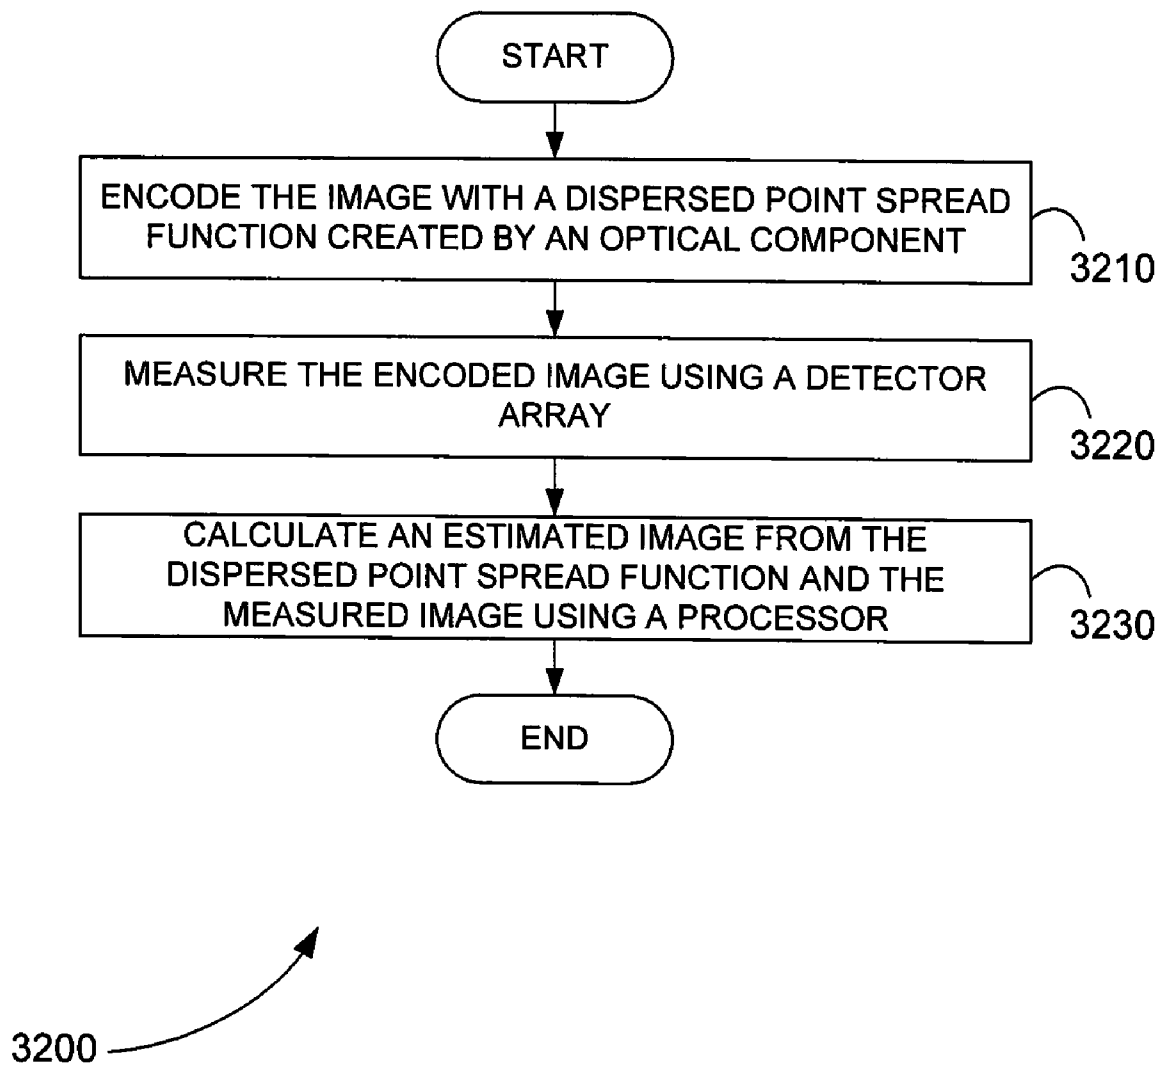 START
ENCODE THE IMAGE WITH A DISPERSED POINT SPREAD
FUNCTION CREATED BY AN OPTICAL COMPONENT
3210
MEASURE THE ENCODED IMAGE USING A DETECTOR
ARRAY
3220
CALCULATE AN ESTIMATED IMAGE FROM THE
DISPERSED POINT SPREAD FUNCTION AND THE
MEASURED IMAGE USING A PROCESSOR
3230
END
3200